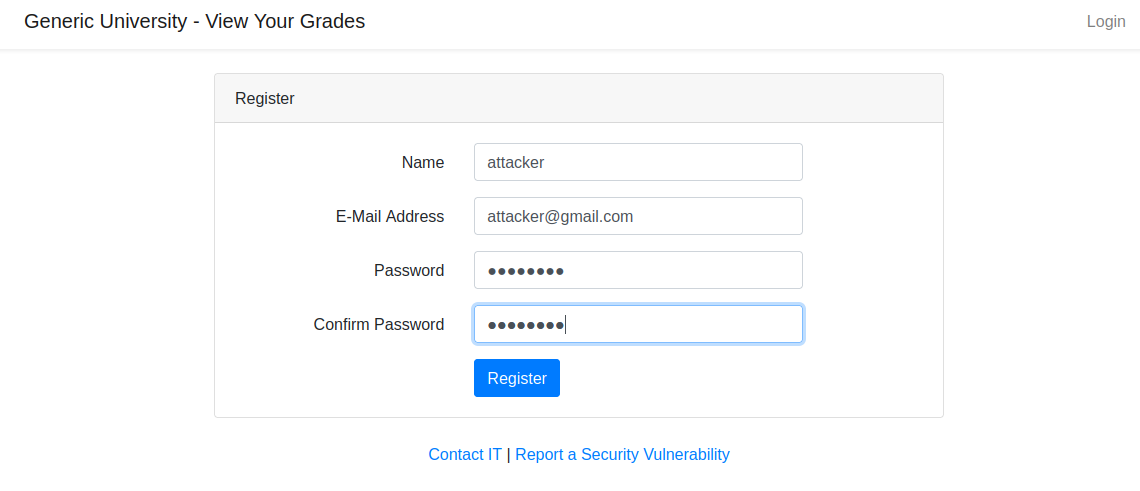 Generic University - View Your Grades Login
Register
Name attacker
E-Mail Address attacker@gmail.com
Password ●●●●●●●●
Confirm Password ●●●●●●●●
Register
Contact IT | Report a Security Vulnerability